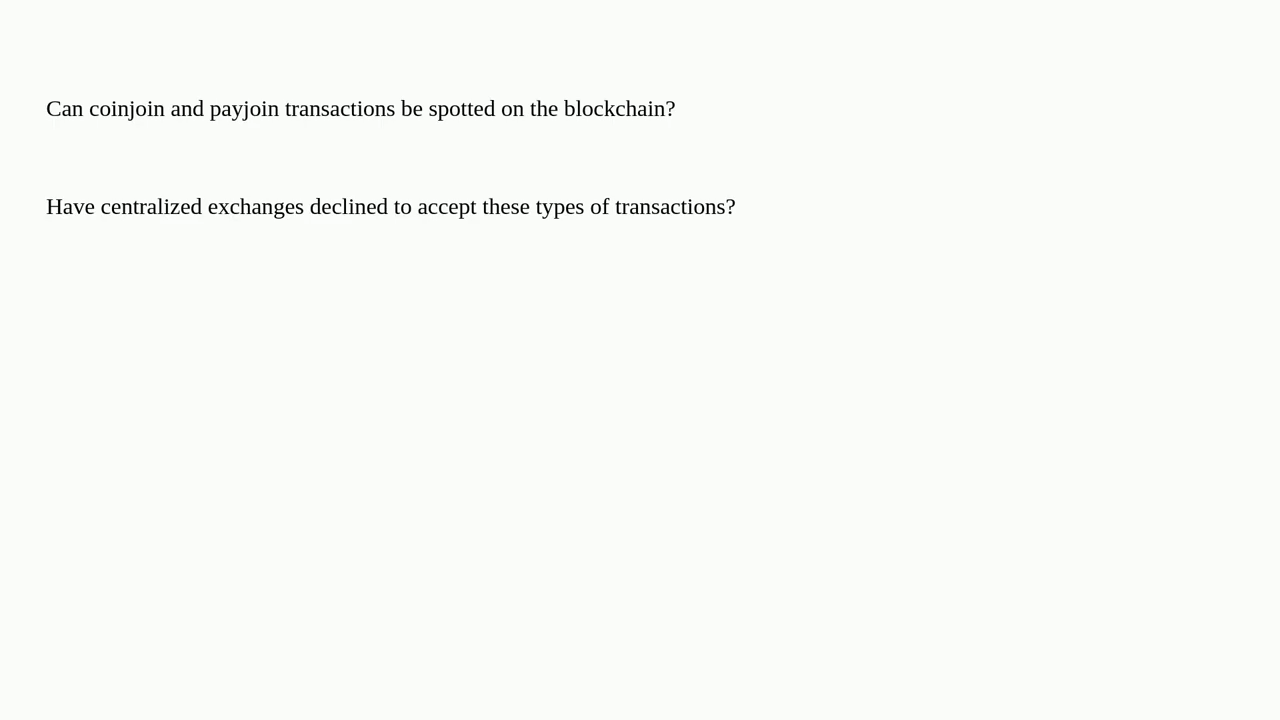 Can coinjoin and payjoin transactions be spotted on the blockchain?
Have centralized exchanges declined to accept these types of transactions?